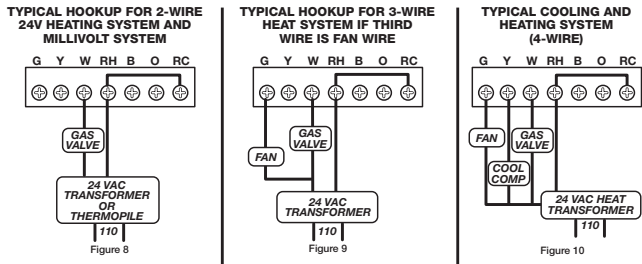 TYPICAL HOOKUP FOR 2-WIRE
24V HEATING SYSTEM AND
MILLIVOLT SYSTEM
G Y W RH B O RC
GAS
VALVE
24 VAC
TRANSFORMER
OR
THERMOPILE
110
Figure 8
TYPICAL HOOKUP FOR 3-WIRE
HEAT SYSTEM IF THIRD
WIRE IS FAN WIRE
G Y W RH B O RC
FAN
GAS
VALVE
24 VAC
TRANSFORMER
110
Figure 9
TYPICAL COOLING AND
HEATING SYSTEM
(4-WIRE)
G Y W RH B O RC
FAN
GAS
VALVE
COOL
COMP
24 VAC HEAT
TRANSFORMER
110
Figure 10